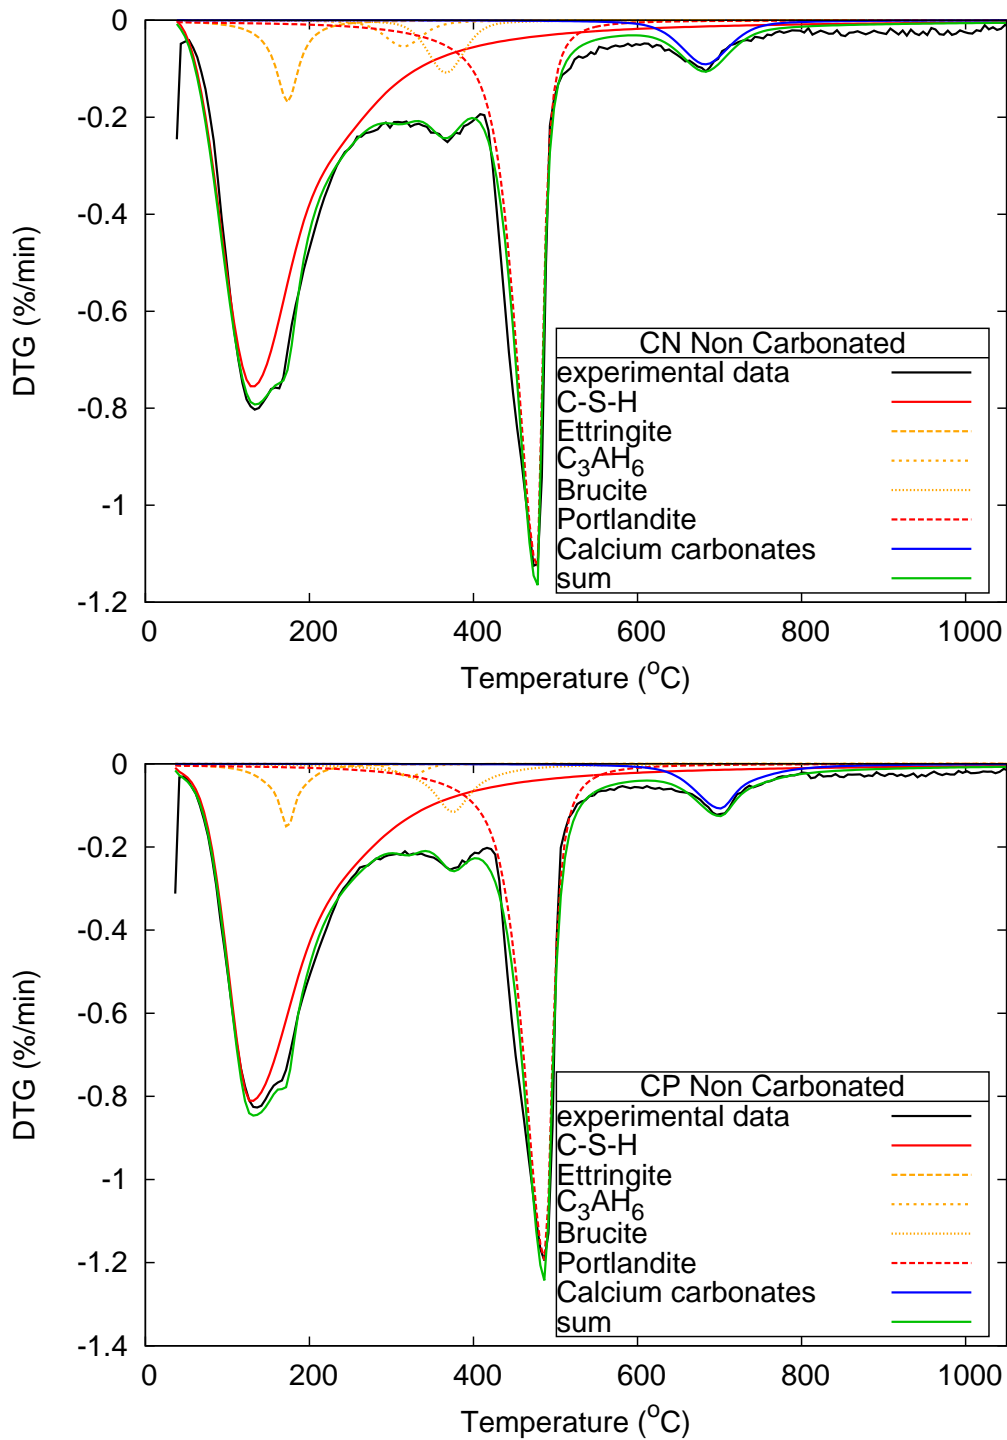 0
-0.2
-0.4
-0.6
-0.8
-1
-1.2
DTG (%/min)
0 200 400 600 800 1000
Temperature (°C)
CN Non Carbonated
experimental data
C-S-H
Ettringite
C₃AH₆
Brucite
Portlandite
Calcium carbonates
sum
0
-0.2
-0.4
-0.6
-0.8
-1
-1.2
-1.4
DTG (%/min)
0 200 400 600 800 1000
Temperature (°C)
CP Non Carbonated
experimental data
C-S-H
Ettringite
C₃AH₆
Brucite
Portlandite
Calcium carbonates
sum